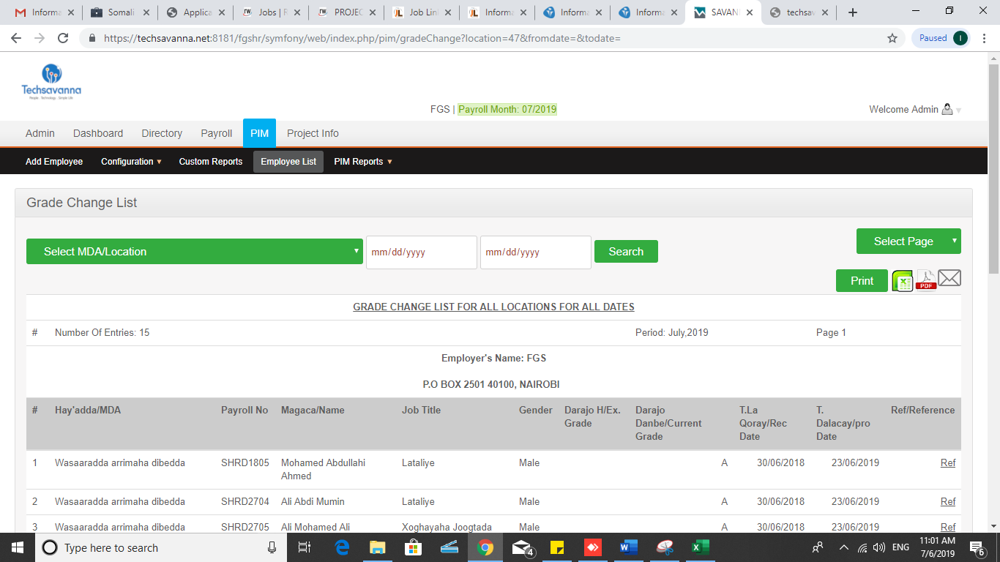 Informa
Somali
Applica
Jobs | R
PROJEC
Job Lin
Informa
Informa
Informa
SAVANN
techsav
https://techsavanna.net:8181/fgshr/symfony/web/index.php/pim/gradeChange?location=47&fromdate=&todate=
Paused
I
Techsavanna
People. Technology. Simple Life
FGS | Payroll Month: 07/2019
Welcome Admin
Admin Dashboard Directory Payroll PIM Project Info
Add Employee Configuration Custom Reports Employee List PIM Reports
Grade Change List
Select MDA/Location mm/dd/yyyy mm/dd/yyyy Search
Select Page
Print
PDF
GRADE CHANGE LIST FOR ALL LOCATIONS FOR ALL DATES
# Number Of Entries: 15 Period: July,2019 Page 1
Employer's Name: FGS
P.O BOX 2501 40100, NAIROBI
# Hay'adda/MDA Payroll No Magaca/Name Job Title Gender Darajo H/Ex. Grade Darajo Danbe/Current Grade T.La Qoray/Rec Date T. Dalacay/pro Date Ref/Reference
1 Wasaaradda arrimaha dibedda SHRD1805 Mohamed Abdullahi Ahmed Lataliye Male A 30/06/2018 23/06/2019 Ref
2 Wasaaradda arrimaha dibedda SHRD2704 Ali Abdi Mumin Lataliye Male A 30/06/2018 23/06/2019 Ref
3 Wasaaradda arrimaha dibedda SHRD2705 Ali Mohamed Ali Xoghayaha Joogtada Male A 30/06/2018 23/06/2019 Ref
Type here to search
4
ENG
11:01 AM
7/6/2019
6